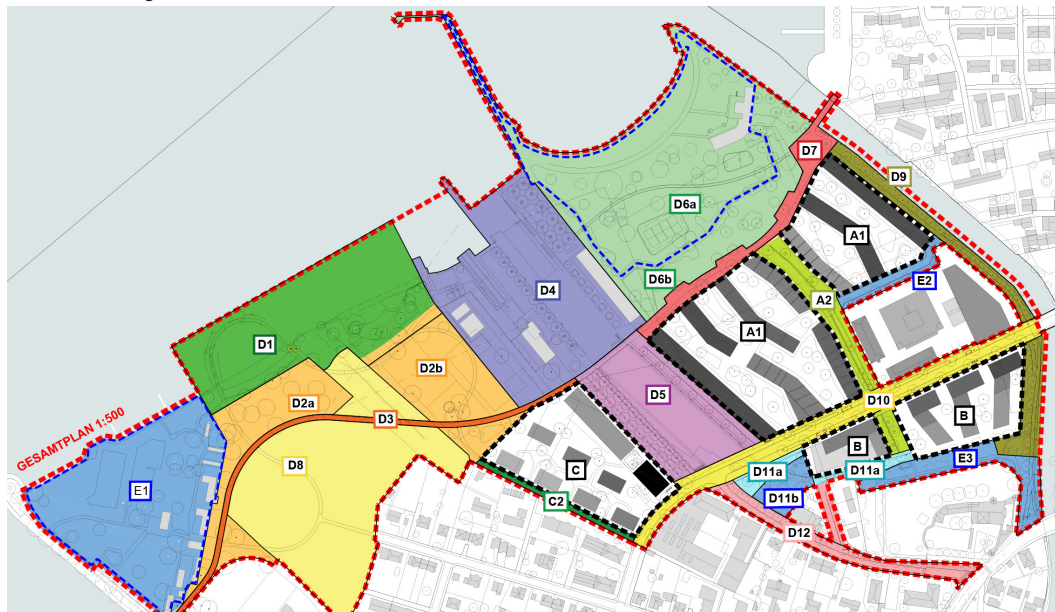 D7
D9
A1
D6a
E2
D6b
A2
D4
A1
D1
D2b
D10
D2a
D5
D3
B
B
GESAMTPLAN 1:500
D8
D11a
D11a
E3
C
E1
D11b
C2
D12